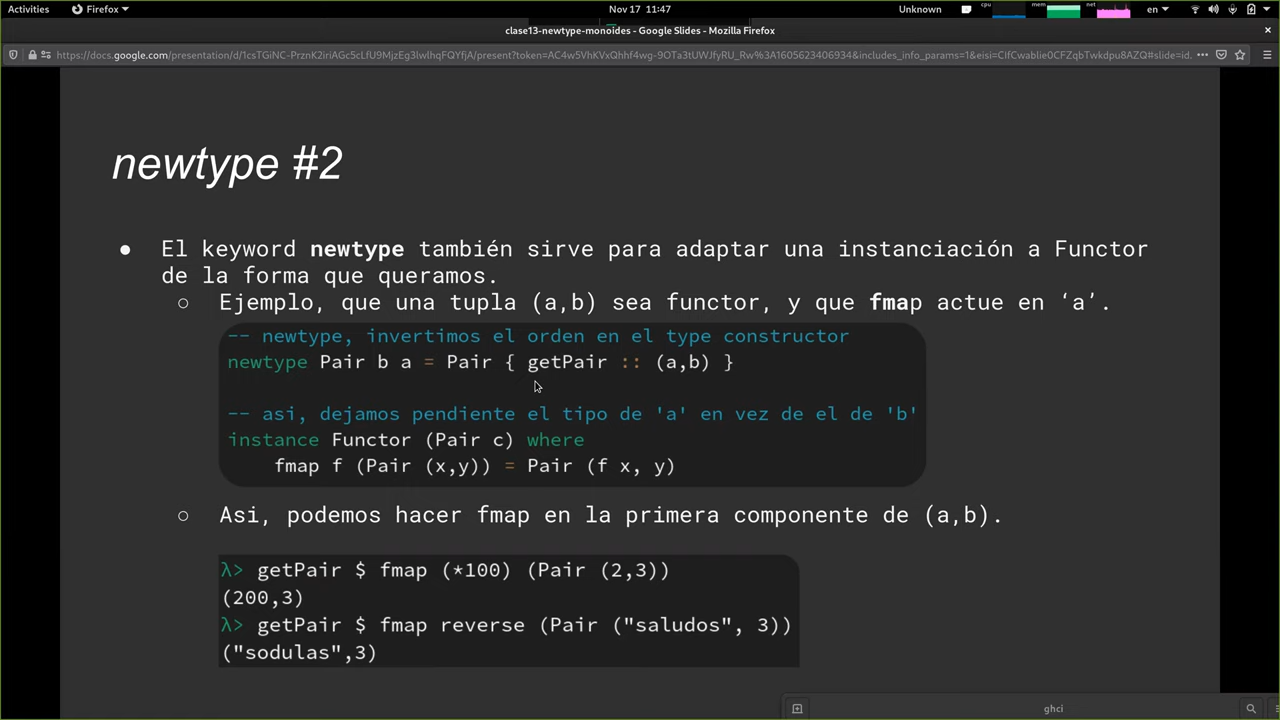 Activities
Firefox
Nov 17 11:47
Unknown
cpu
mem
net
en
clase13-newtype-monoides - Google Slides - Mozilla Firefox
newtype #2
● El keyword newtype también sirve para adaptar una instanciación a Functor
de la forma que queramos.
○ Ejemplo, que una tupla (a,b) sea functor, y que fmap actue en ‘a’.
-- newtype, invertimos el orden en el type constructor
newtype Pair b a = Pair { getPair :: (a,b) }
-- asi, dejamos pendiente el tipo de 'a' en vez de el de 'b'
instance Functor (Pair c) where
fmap f (Pair (x,y)) = Pair (f x, y)
○ Asi, podemos hacer fmap en la primera componente de (a,b).
λ> getPair $ fmap (*100) (Pair (2,3))
(200,3)
λ> getPair $ fmap reverse (Pair ("saludos", 3))
("sodulas",3)
ghci